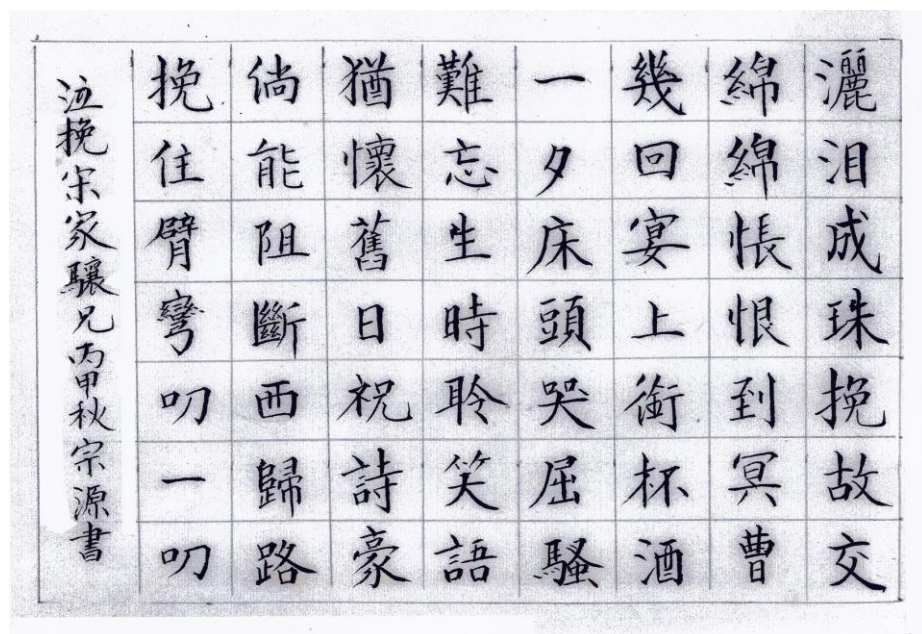 灑泪成珠挽故交
綿綿悵恨到冥曹
幾回宴上銜杯酒
一夕床頭哭屈騷
難忘生時聆笑語
猶懷舊日祝詩豪
倘能阻斷西歸路
挽住臂彎叨一叨
泣挽宋家驤兄丙申秋宗源書